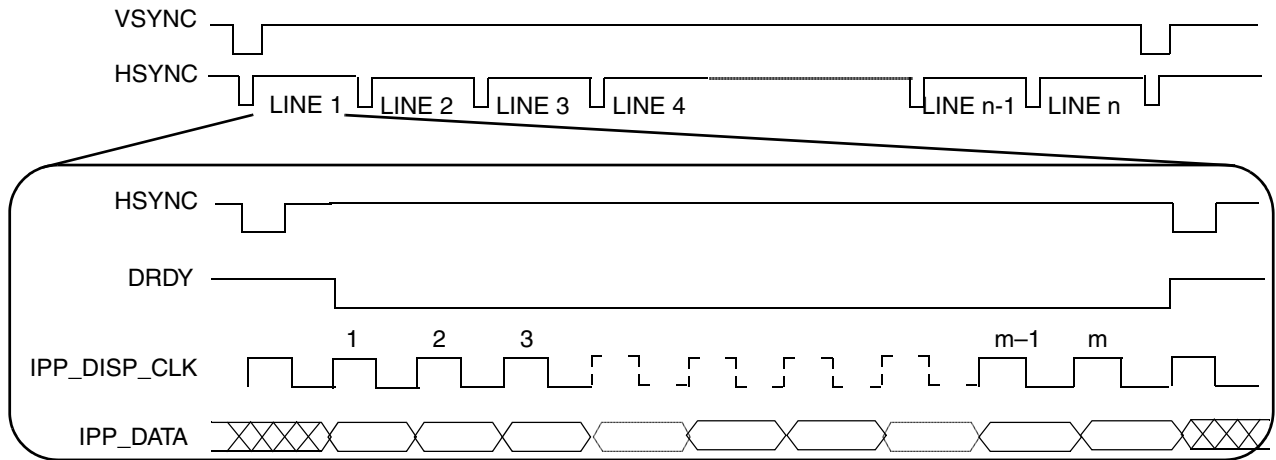 VSYNC
HSYNC
LINE 1 LINE 2 LINE 3 LINE 4 LINE n-1 LINE n
HSYNC
DRDY
1 2 3 m–1 m
IPP_DISP_CLK
IPP_DATA